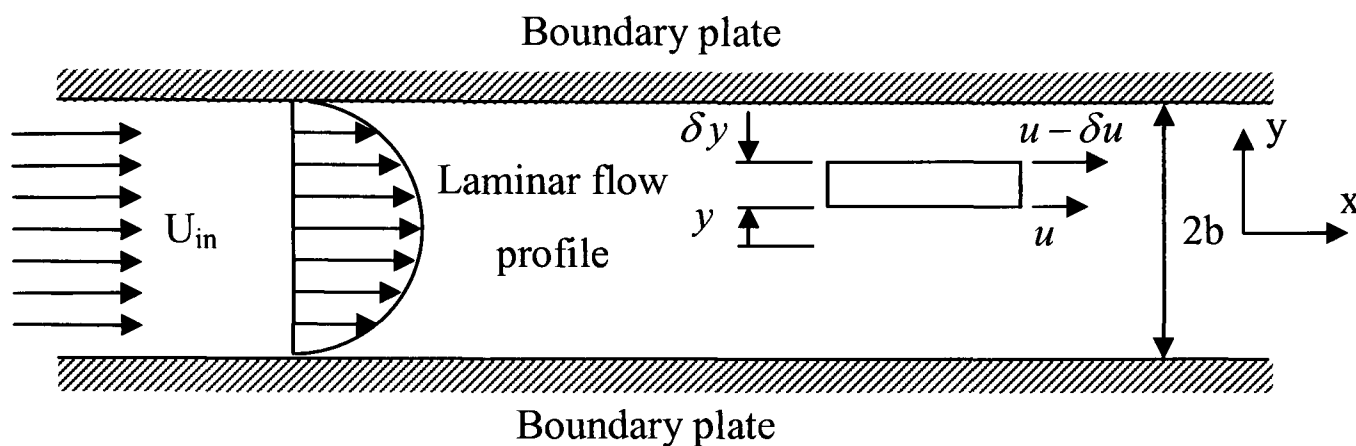 Boundary plate
δy
u − δu
y
Laminar flow
x
U_in
y
u
2b
profile
Boundary plate